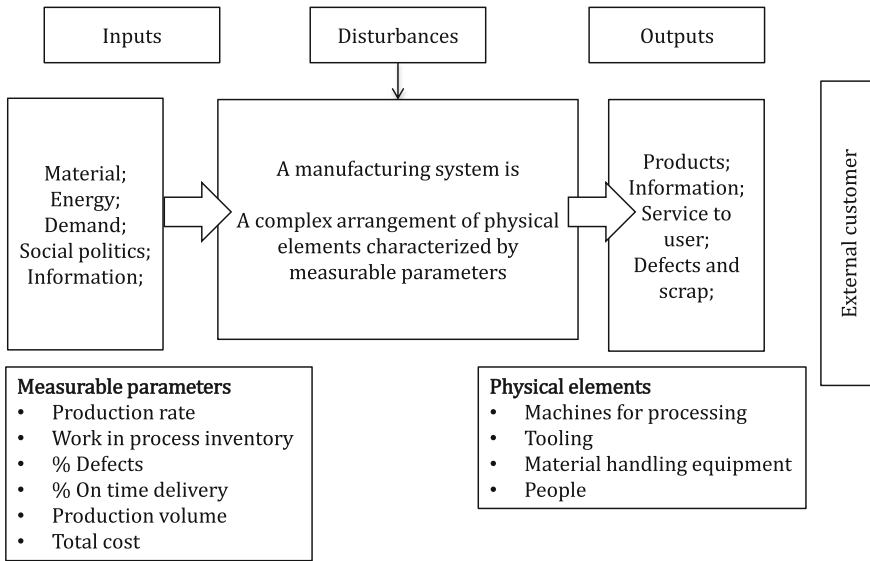 Inputs
Disturbances
Outputs
Material;
Energy;
Demand;
Social politics;
Information;
A manufacturing system is
A complex arrangement of physical
elements characterized by
measurable parameters
Products;
Information;
Service to
user;
Defects and
scrap;
External customer
Measurable parameters
• Production rate
• Work in process inventory
• % Defects
• % On time delivery
• Production volume
• Total cost
Physical elements
• Machines for processing
• Tooling
• Material handling equipment
• People